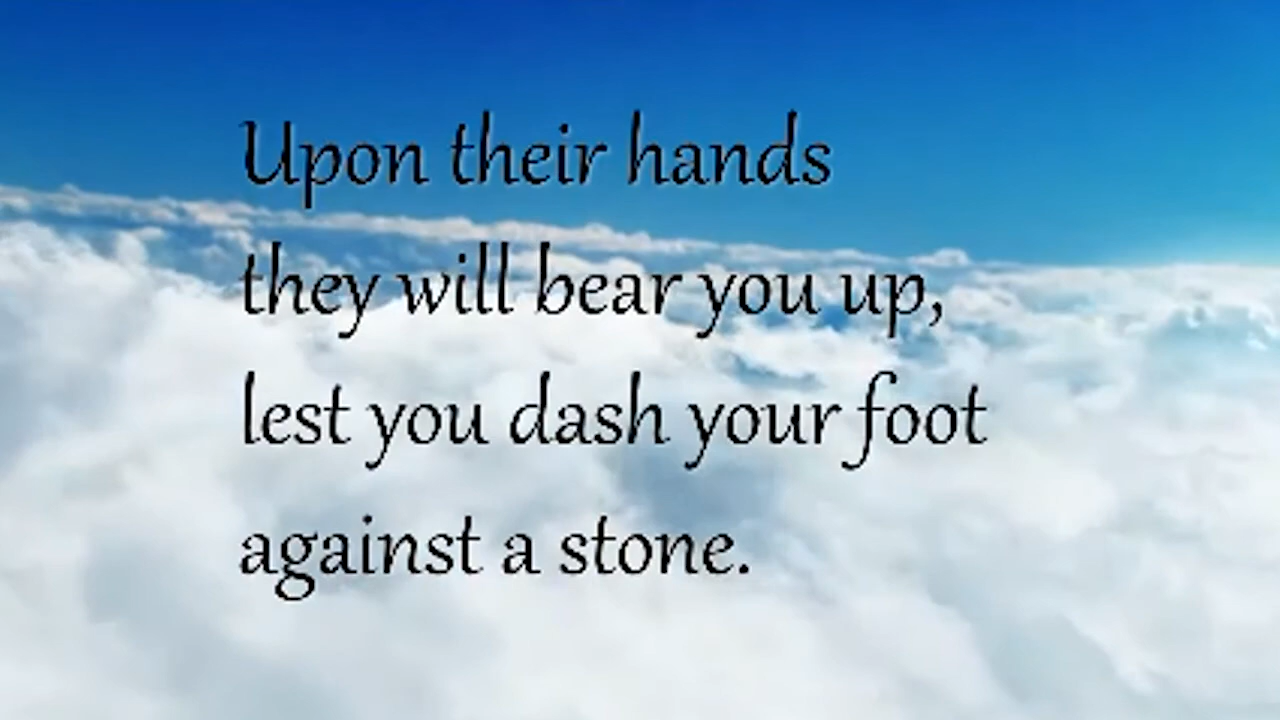 Upon their hands
they will bear you up,
lest you dash your foot
against a stone.